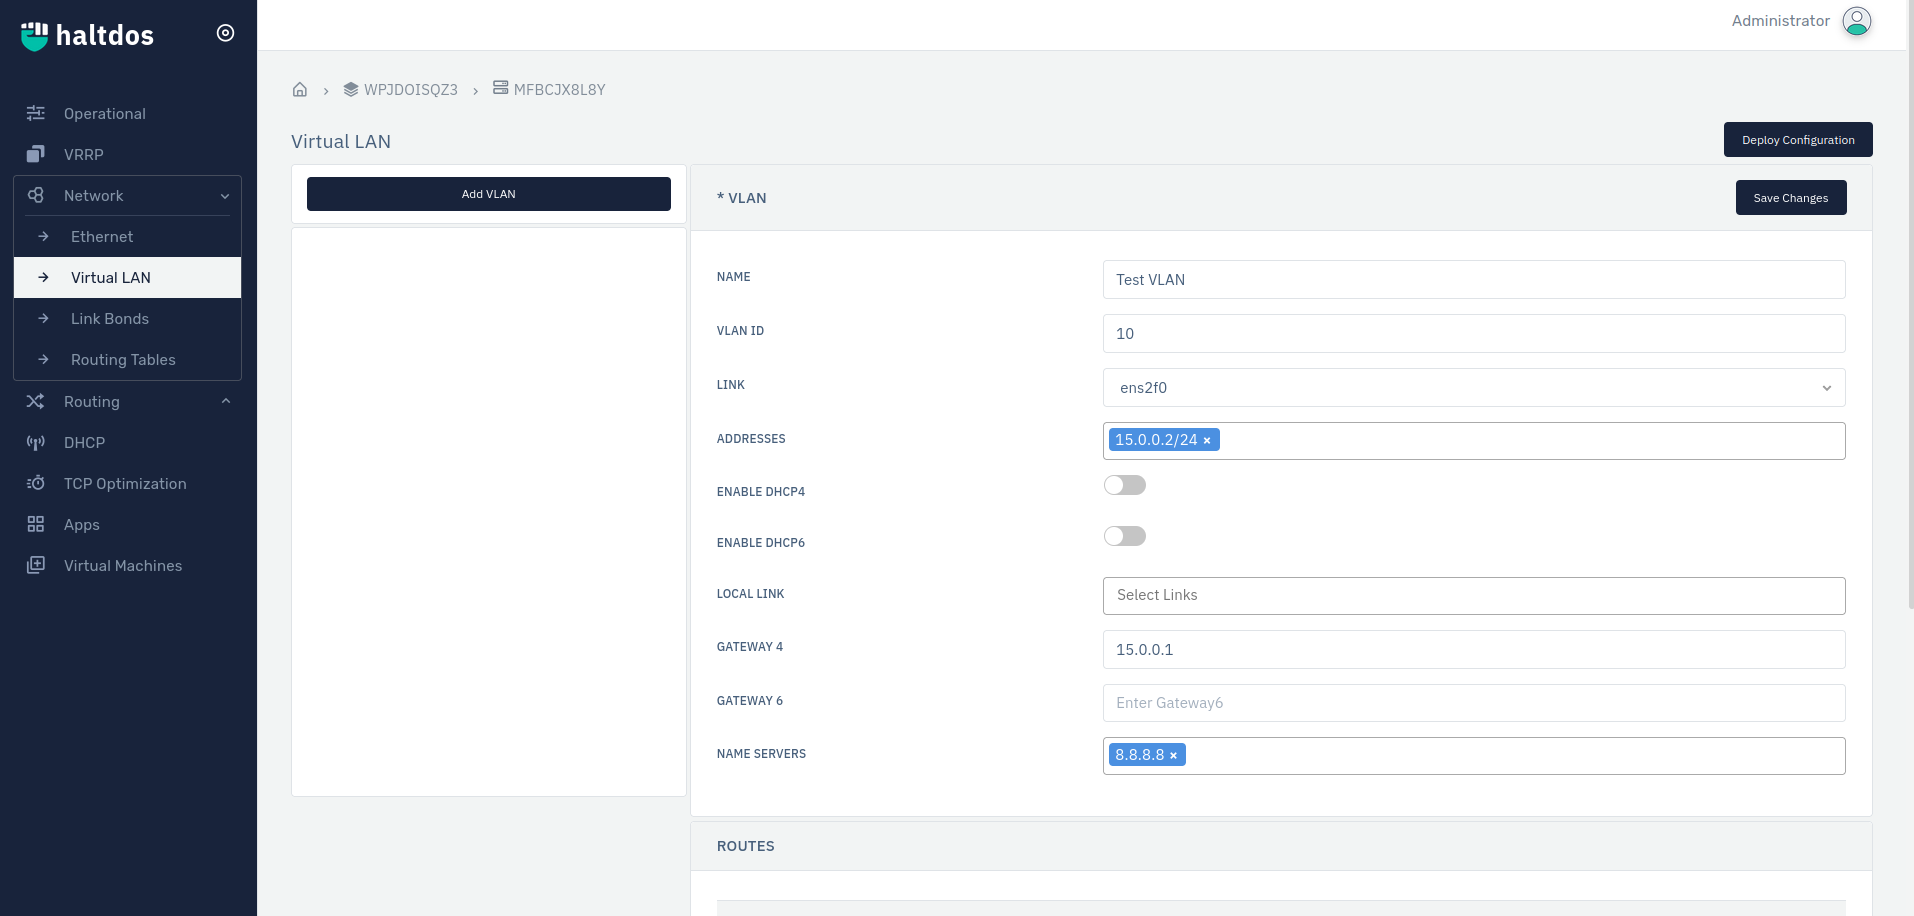 haltdos
Administrator
Operational
VRRP
Network
Ethernet
Virtual LAN
Link Bonds
Routing Tables
Routing
DHCP
TCP Optimization
Apps
Virtual Machines
WPJDOISQZ3 MFBCJX8L8Y
Virtual LAN
Deploy Configuration
Add VLAN
* VLAN
Save Changes
NAME Test VLAN
VLAN ID 10
LINK ens2f0
ADDRESSES 15.0.0.2/24 ×
ENABLE DHCP4
ENABLE DHCP6
LOCAL LINK Select Links
GATEWAY 4 15.0.0.1
GATEWAY 6 Enter Gateway6
NAME SERVERS 8.8.8.8 ×
ROUTES